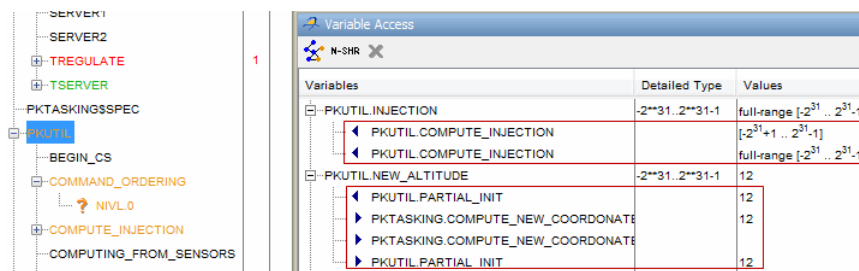 SERVER1
SERVER2
TREGULATE 1
TSERVER
PKTASKING$SPEC
PKUTIL
BEGIN_CS
COMMAND_ORDERING
? NIVL.0
COMPUTE_INJECTION
COMPUTING_FROM_SENSORS
Variable Access
N-SHR
Variables Detailed Type Values
PKUTIL.INJECTION -2**31..2**31-1 full-range [-2^31 .. 2^31-1
PKUTIL.COMPUTE_INJECTION [-2^31+1 .. 2^31-1]
PKUTIL.COMPUTE_INJECTION full-range [-2^31 .. 2^31-1
PKUTIL.NEW_ALTITUDE -2**31..2**31-1 12
PKUTIL.PARTIAL_INIT 12
PKTASKING.COMPUTE_NEW_COORDONATE 12
PKTASKING.COMPUTE_NEW_COORDONATE
PKUTIL.PARTIAL_INIT 12